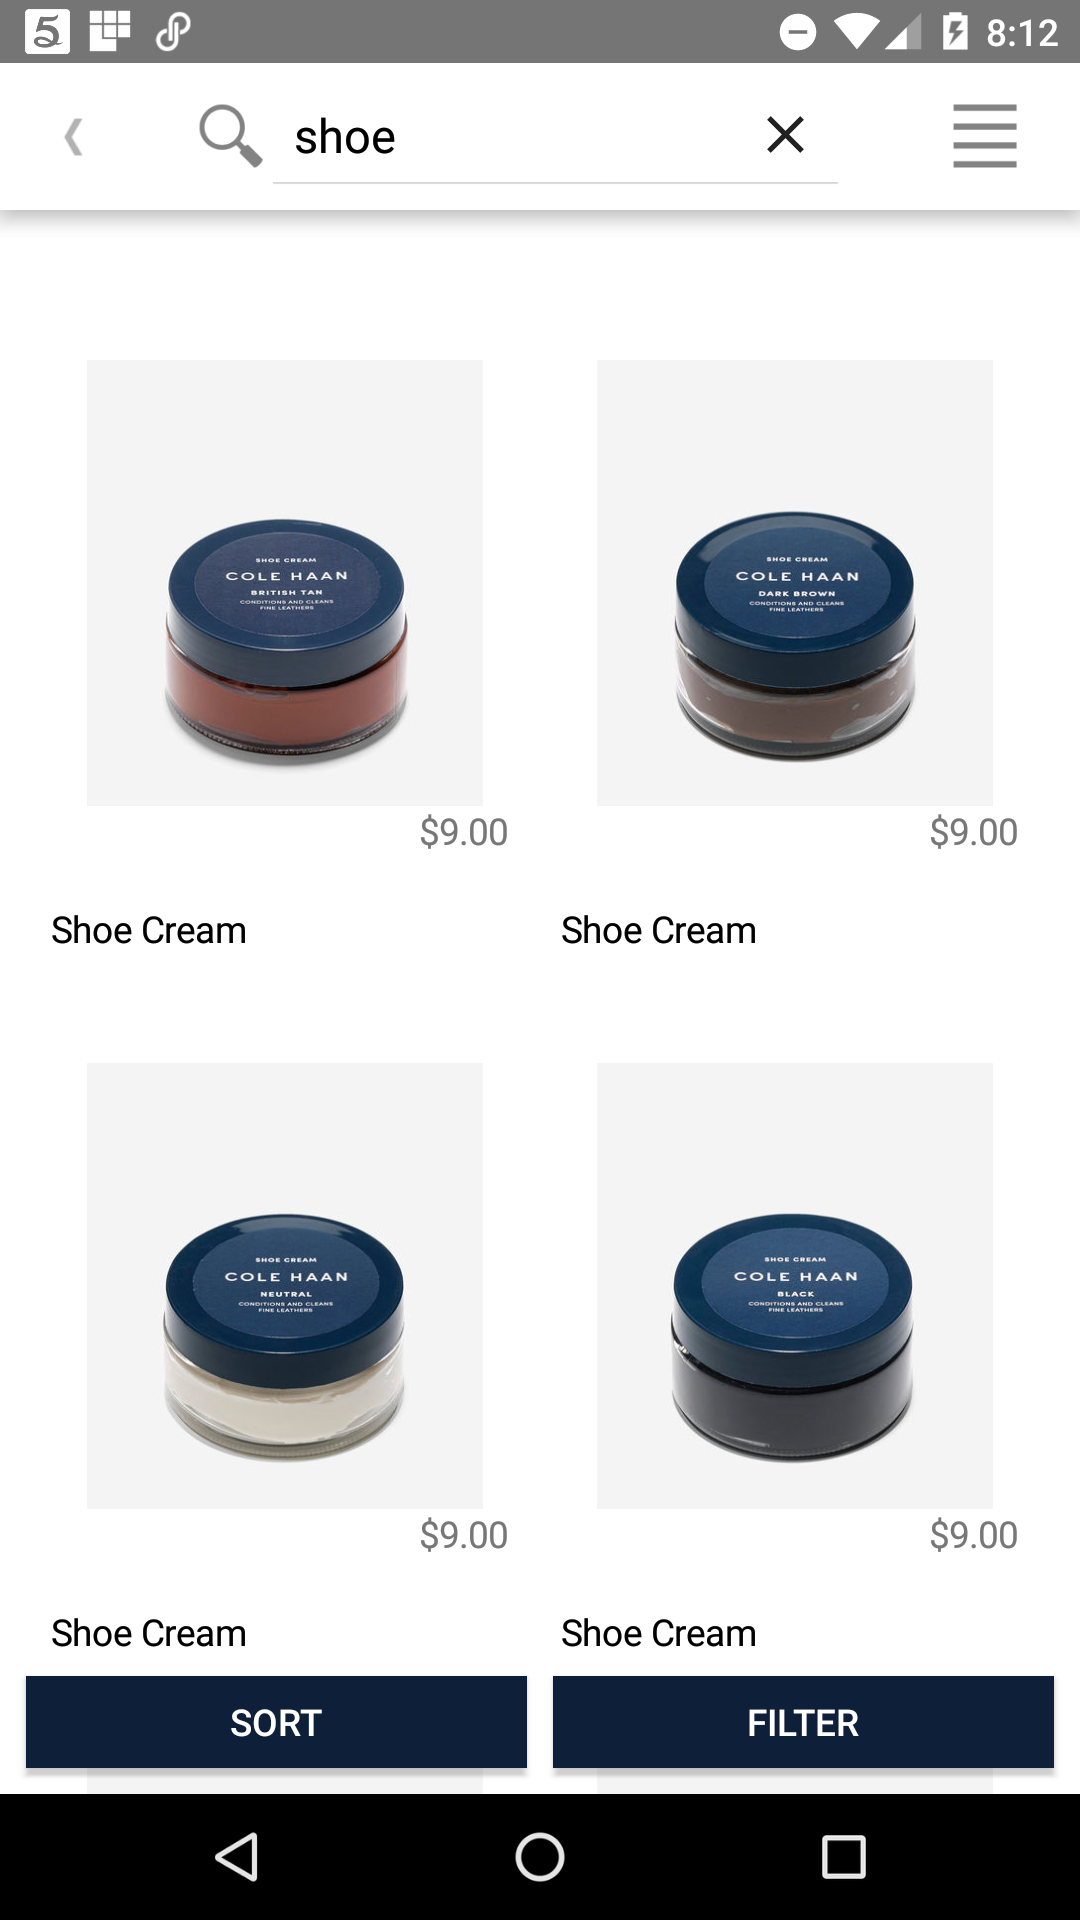 8:12
shoe
SHOE CREAM
COLE HAAN
BRITISH TAN
CONDITIONS AND CLEANS
FINE LEATHERS
SHOE CREAM
COLE HAAN
DARK BROWN
CONDITIONS AND CLEANS
FINE LEATHERS
$9.00
$9.00
Shoe Cream
Shoe Cream
SHOE CREAM
COLE HAAN
NEUTRAL
CONDITIONS AND CLEANS
FINE LEATHERS
SHOE CREAM
COLE HAAN
BLACK
CONDITIONS AND CLEANS
FINE LEATHERS
$9.00
$9.00
Shoe Cream
Shoe Cream
SORT
FILTER